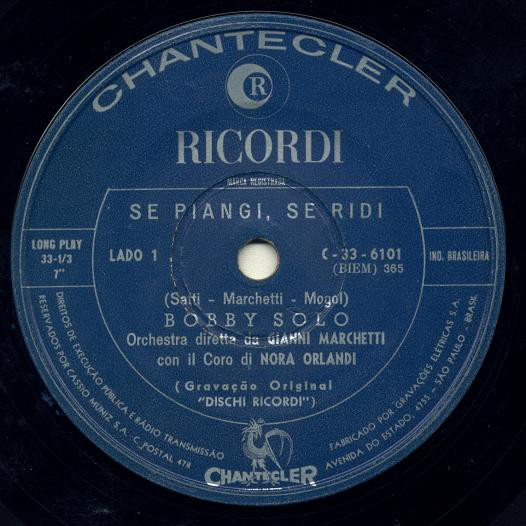 CHANTECLER
R
RICORDI
MARCA REGISTRADA
SE PIANGI, SE RIDI
LONG PLAY
33-1/3
7"
LADO 1
C-33-6101
(BIEM) 365
IND. BRASILEIRA
(Satti - Marchetti - Mogol)
BOBBY SOLO
Orchestra diretta da GIANNI MARCHETTI
con il Coro di NORA ORLANDI
(Gravação Original
"DISCHI RICORDI")
DIREITOS DE EXECUÇÃO PÚBLICA E RÁDIO TRANSMISSÃO
RESERVADOS POR CASSIO MUNIZ S.A. - C. POSTAL 478
FABRICADO POR GRAVAÇÕES ELÉTRICAS S.A.
AVENIDA DO ESTADO, 4755 - SÃO PAULO - BRASIL
CHANTECLER